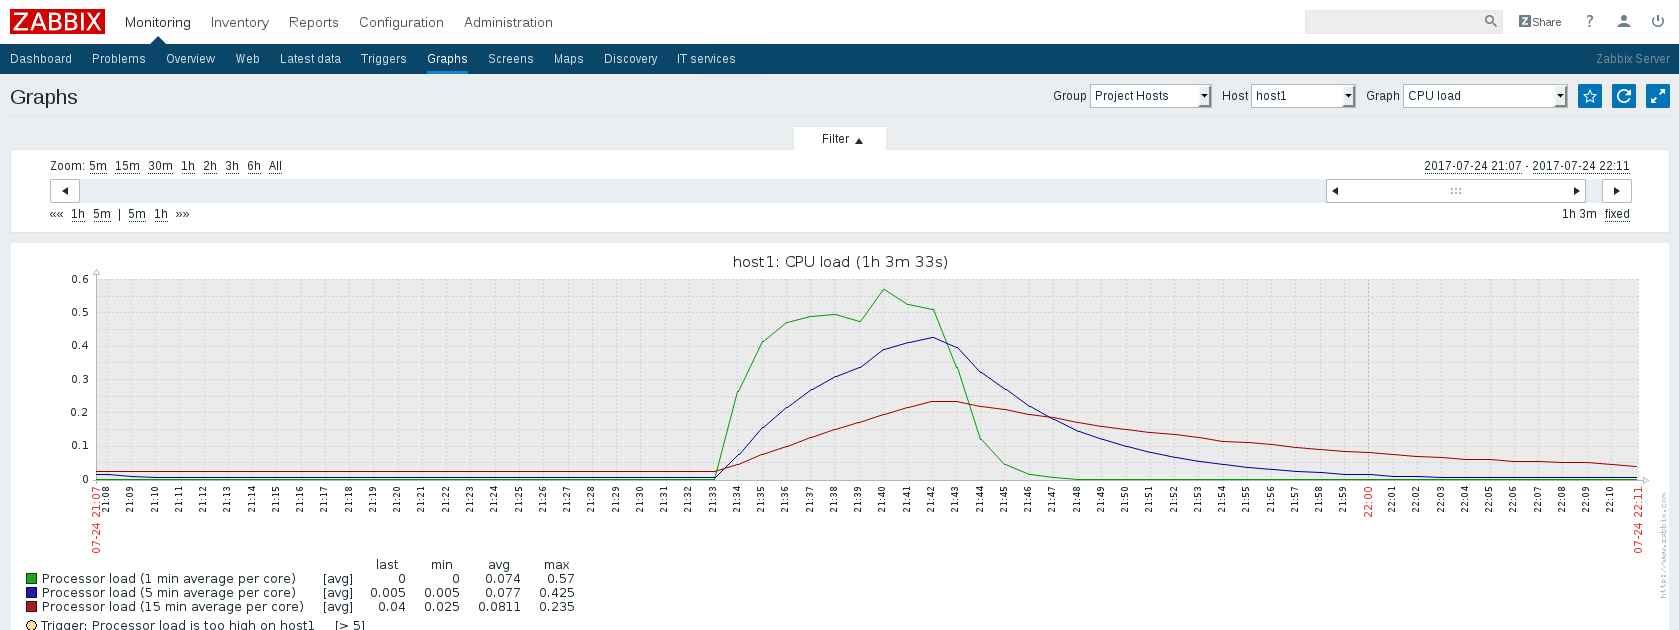 ZABBIX Monitoring Inventory Reports Configuration Administration Z Share ?
Dashboard Problems Overview Web Latest data Triggers Graphs Screens Maps Discovery IT services Zabbix Server
Graphs Group Project Hosts Host host1 Graph CPU load
Filter
Zoom: 5m 15m 30m 1h 2h 3h 6h All 2017-07-24 21:07 - 2017-07-24 22:11
«« 1h 5m | 5m 1h »» 1h 3m fixed
host1: CPU load (1h 3m 33s)
0.6
0.5
0.4
0.3
0.2
0.1
0
07-24 21:07 21:08 21:09 21:10 21:11 21:12 21:13 21:14 21:15 21:16 21:17 21:18 21:19 21:20 21:21 21:22 21:23 21:24 21:25 21:26 21:27 21:28 21:29 21:30 21:31 21:32 21:33 21:34 21:35 21:36 21:37 21:38 21:39 21:40 21:41 21:42 21:43 21:44 21:45 21:46 21:47 21:48 21:49 21:50 21:51 21:52 21:53 21:54 21:55 21:56 21:57 21:58 21:59 22:00 22:01 22:02 22:03 22:04 22:05 22:06 22:07 22:08 22:09 22:10 07-24 22:11
http://www.zabbix.com
last min avg max
Processor load (1 min average per core) [avg] 0 0 0.074 0.57
Processor load (5 min average per core) [avg] 0.005 0.005 0.077 0.425
Processor load (15 min average per core) [avg] 0.04 0.025 0.0811 0.235
Trigger: Processor load is too high on host1 [> 5]